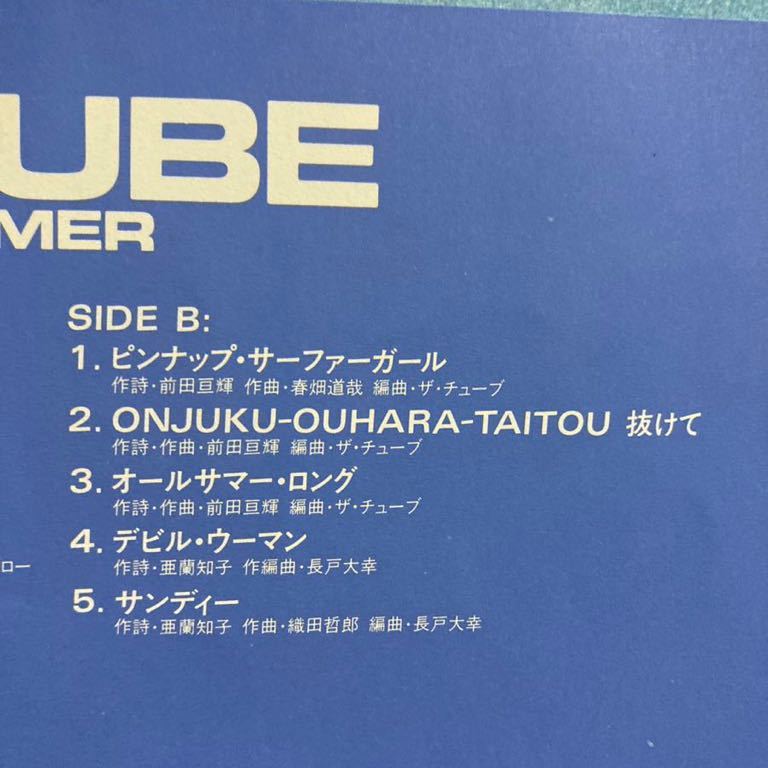 UBE
MER
SIDE B:
1. ピンナップ・サーファーガール
作詩・前田亘輝 作曲・春畑道哉 編曲・ザ・チューブ
2. ONJUKU-OUHARA-TAITOU 抜けて
作詩・作曲・前田亘輝 編曲・ザ・チューブ
3. オールサマー・ロング
作詩・作曲・前田亘輝 編曲・ザ・チューブ
4. デビル・ウーマン
ロー
作詩・亜蘭知子 作編曲・長戸大幸
5. サンディー
作詩・亜蘭知子 作曲・織田哲郎 編曲・長戸大幸